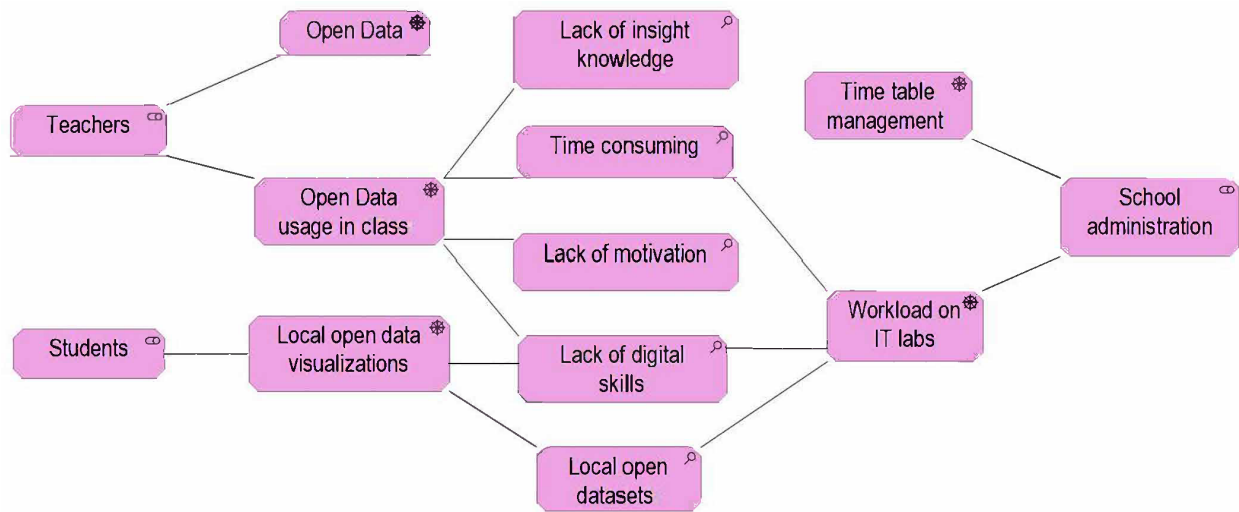 Open Data
Lack of insight
knowledge
Time table
management
Teachers
Time consuming
Open Data
usage in class
School
administration
Lack of motivation
Workload on
IT labs
Students
Local open data
visualizations
Lack of digital
skills
Local open
datasets